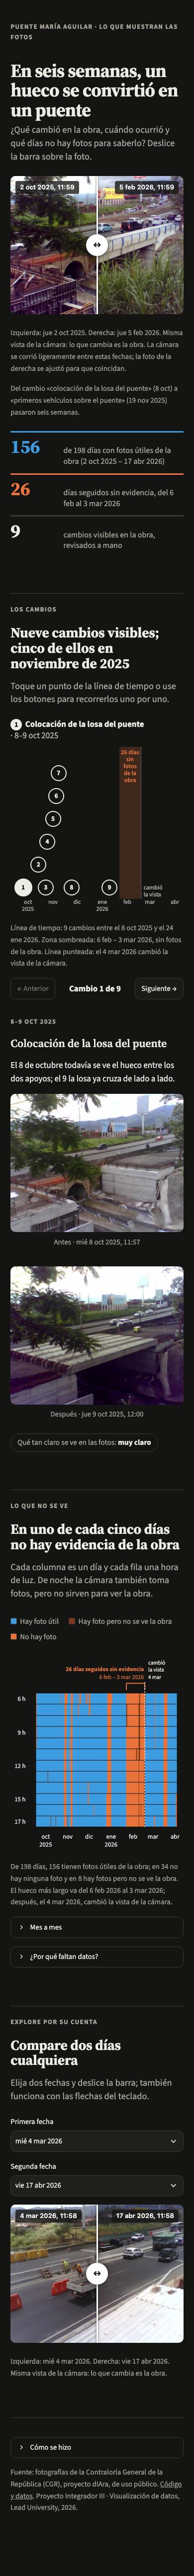 PUENTE MARÍA AGUILAR · LO QUE MUESTRAN LAS
FOTOS
En seis semanas, un
hueco se convirtió en
un puente
¿Qué cambió en la obra, cuándo ocurrió y
qué días no hay fotos para saberlo? Deslice
la barra sobre la foto.
2 oct 2025, 11:59
5 feb 2026, 11:59
Izquierda: jue 2 oct 2025. Derecha: jue 5 feb 2026. Misma
vista de la cámara: lo que cambia es la obra. La cámara
se corrió ligeramente entre estas fechas; la foto de la
derecha se ajustó para que coincidan.
Del cambio «colocación de la losa del puente» (8 oct) a
«primeros vehículos sobre el puente» (19 nov 2025)
pasaron seis semanas.
156
de 198 días con fotos útiles de la
obra (2 oct 2025 – 17 abr 2026)
26
días seguidos sin evidencia, del 6
feb al 3 mar 2026
9
cambios visibles en la obra,
revisados a mano
LOS CAMBIOS
Nueve cambios visibles;
cinco de ellos en
noviembre de 2025
Toque un punto de la línea de tiempo o use
los botones para recorrerlos uno por uno.
1 Colocación de la losa del puente
· 8–9 oct 2025
26 días
sin
fotos
de la
obra
7
6
5
4
2
1
3
8
9
cambió
la vista
oct
2025
nov
dic
ene
2026
feb
mar
abr
Línea de tiempo: 9 cambios entre el 8 oct 2025 y el 24
ene 2026. Zona sombreada: 6 feb – 3 mar 2026, sin fotos
de la obra. Línea punteada: el 4 mar 2026 cambió la
vista de la cámara.
← Anterior
Cambio 1 de 9
Siguiente →
8–9 OCT 2025
Colocación de la losa del puente
El 8 de octubre todavía se ve el hueco entre los
dos apoyos; el 9 la losa ya cruza de lado a lado.
Antes · mié 8 oct 2025, 11:57
Después · jue 9 oct 2025, 12:00
Qué tan claro se ve en las fotos: muy claro
LO QUE NO SE VE
En uno de cada cinco días
no hay evidencia de la obra
Cada columna es un día y cada fila una hora
de luz. De noche la cámara también toma
fotos, pero no sirven para ver la obra.
Hay foto útil
Hay foto pero no se ve la obra
No hay foto
cambió
la vista
4 mar
26 días seguidos sin evidencia
6 feb – 3 mar 2026
6 h
9 h
12 h
15 h
17 h
oct
2025
nov
dic
ene
2026
feb
mar
abr
De 198 días, 156 tienen fotos útiles de la obra; en 34 no
hay ninguna foto y en 8 hay fotos pero no se ve la obra.
El hueco más largo va del 6 feb 2026 al 3 mar 2026;
después, el 4 mar 2026, cambió la vista de la cámara.
Mes a mes
¿Por qué faltan datos?
EXPLORE POR SU CUENTA
Compare dos días
cualquiera
Elija dos fechas y deslice la barra; también
funciona con las flechas del teclado.
Primera fecha
mié 4 mar 2026
Segunda fecha
vie 17 abr 2026
4 mar 2026, 11:58
17 abr 2026, 11:58
Izquierda: mié 4 mar 2026. Derecha: vie 17 abr 2026.
Misma vista de la cámara: lo que cambia es la obra.
Cómo se hizo
Fuente: fotografías de la Contraloría General de la
República (CGR), proyecto dIAra, de uso público. Código
y datos. Proyecto Integrador III · Visualización de datos,
Lead University, 2026.